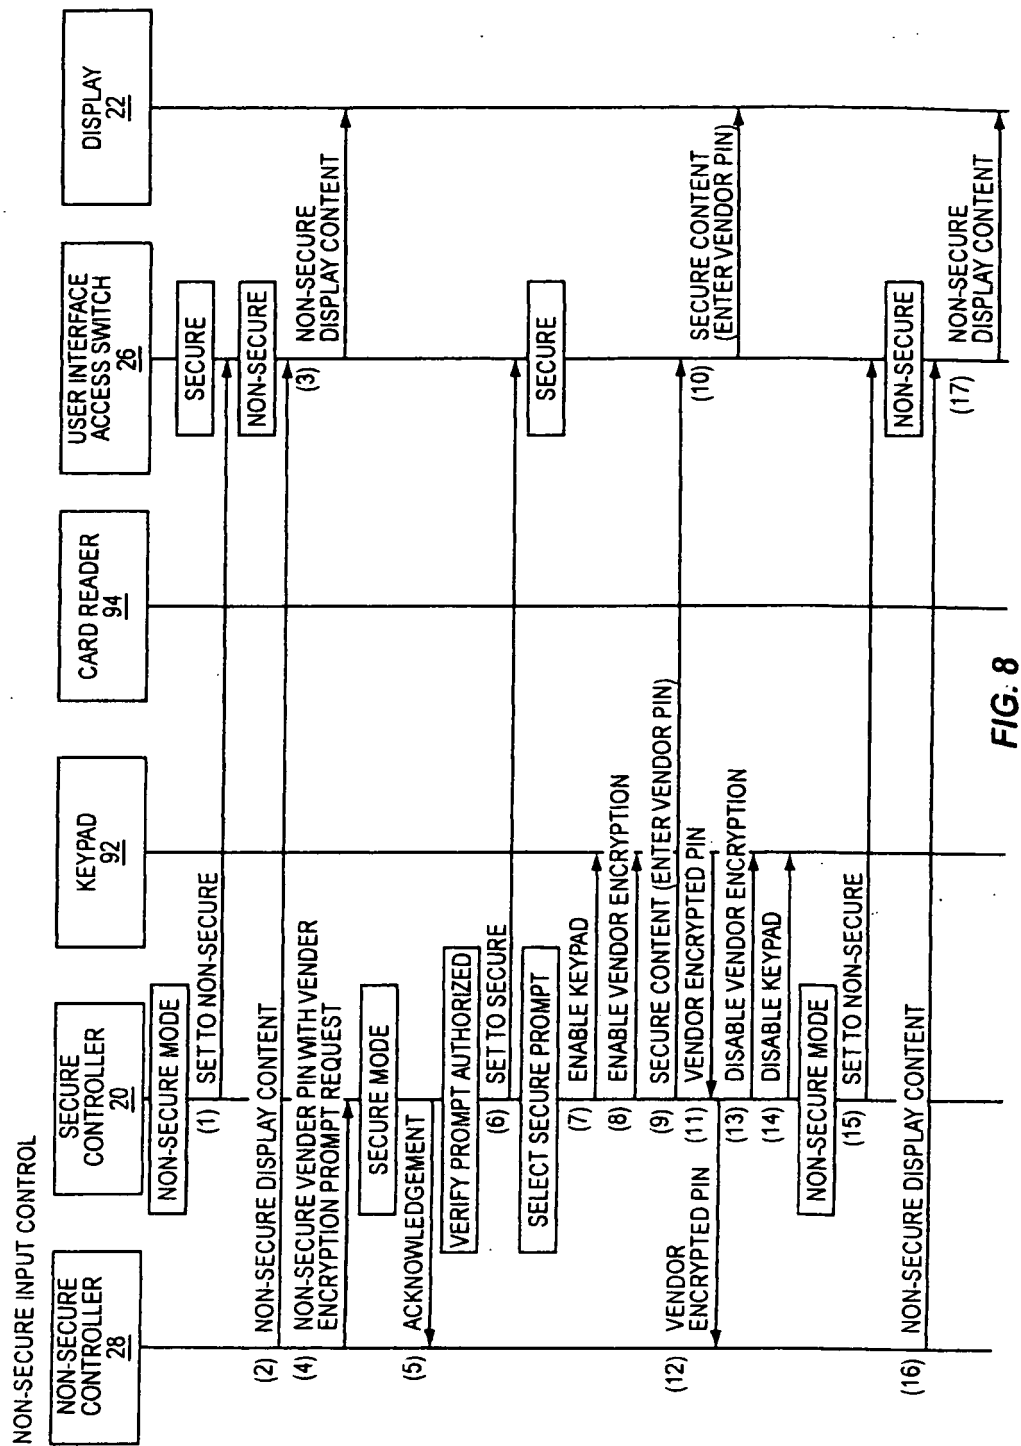 NON-SECURE INPUT CONTROL
NON-SECURE
CONTROLLER
28
SECURE
CONTROLLER
20
KEYPAD
92
CARD READER
94
USER INTERFACE
ACCESS SWITCH
26
DISPLAY
22
NON-SECURE MODE
SECURE
(1)
SET TO NON-SECURE
NON-SECURE
(2)
NON-SECURE DISPLAY CONTENT
(3)
NON-SECURE
DISPLAY CONTENT
(4)
NON-SECURE VENDER PIN WITH VENDER
ENCRYPTION PROMPT REQUEST
SECURE MODE
(5)
ACKNOWLEDGEMENT
VERIFY PROMPT AUTHORIZED
(6)
SET TO SECURE
SELECT SECURE PROMPT
SECURE
(7)
ENABLE KEYPAD
(8)
ENABLE VENDOR ENCRYPTION
(9)
SECURE CONTENT (ENTER VENDOR PIN)
(10)
SECURE CONTENT
(ENTER VENDOR PIN)
(11)
VENDOR ENCRYPTED PIN
(12)
VENDOR
ENCRYPTED PIN
(13)
DISABLE VENDOR ENCRYPTION
(14)
DISABLE KEYPAD
NON-SECURE MODE
(15)
SET TO NON-SECURE
NON-SECURE
(16)
NON-SECURE DISPLAY CONTENT
(17)
NON-SECURE
DISPLAY CONTENT
FIG. 8